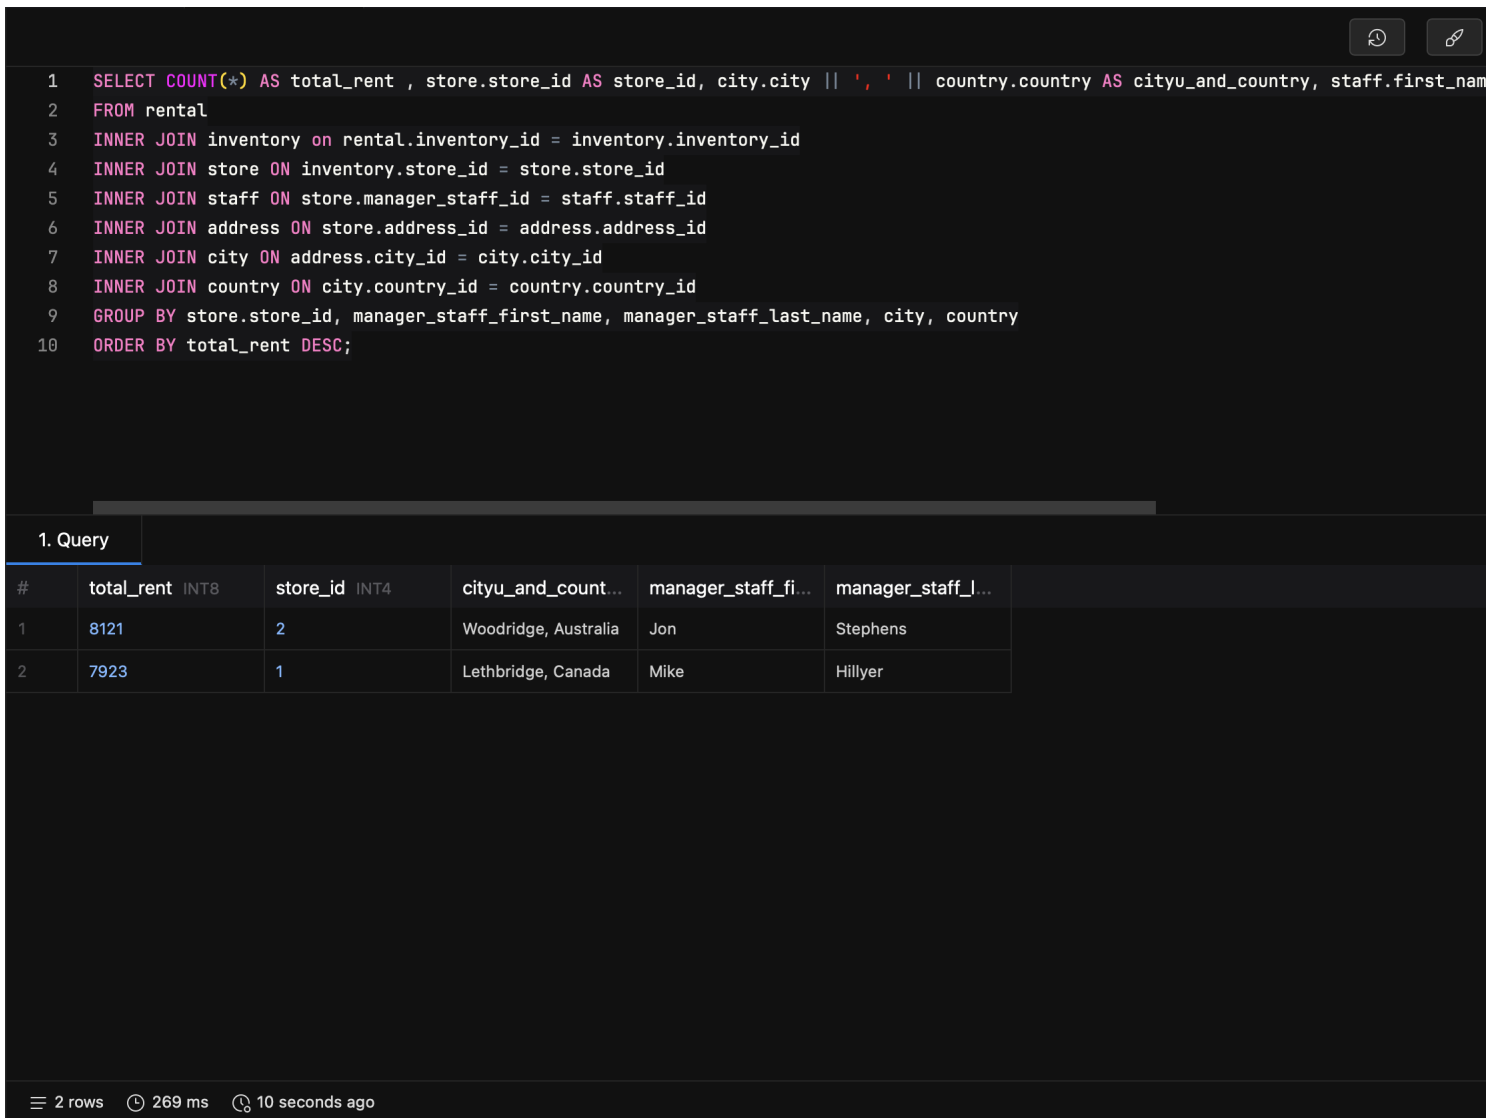 1 SELECT COUNT(*) AS total_rent , store.store_id AS store_id, city.city || ', ' || country.country AS cityu_and_country, staff.first_nam
2 FROM rental
3 INNER JOIN inventory on rental.inventory_id = inventory.inventory_id
4 INNER JOIN store ON inventory.store_id = store.store_id
5 INNER JOIN staff ON store.manager_staff_id = staff.staff_id
6 INNER JOIN address ON store.address_id = address.address_id
7 INNER JOIN city ON address.city_id = city.city_id
8 INNER JOIN country ON city.country_id = country.country_id
9 GROUP BY store.store_id, manager_staff_first_name, manager_staff_last_name, city, country
10 ORDER BY total_rent DESC;
1. Query
# total_rent INT8 store_id INT4 cityu_and_count... manager_staff_fi... manager_staff_l...
1 8121 2 Woodridge, Australia Jon Stephens
2 7923 1 Lethbridge, Canada Mike Hillyer
2 rows 269 ms 10 seconds ago